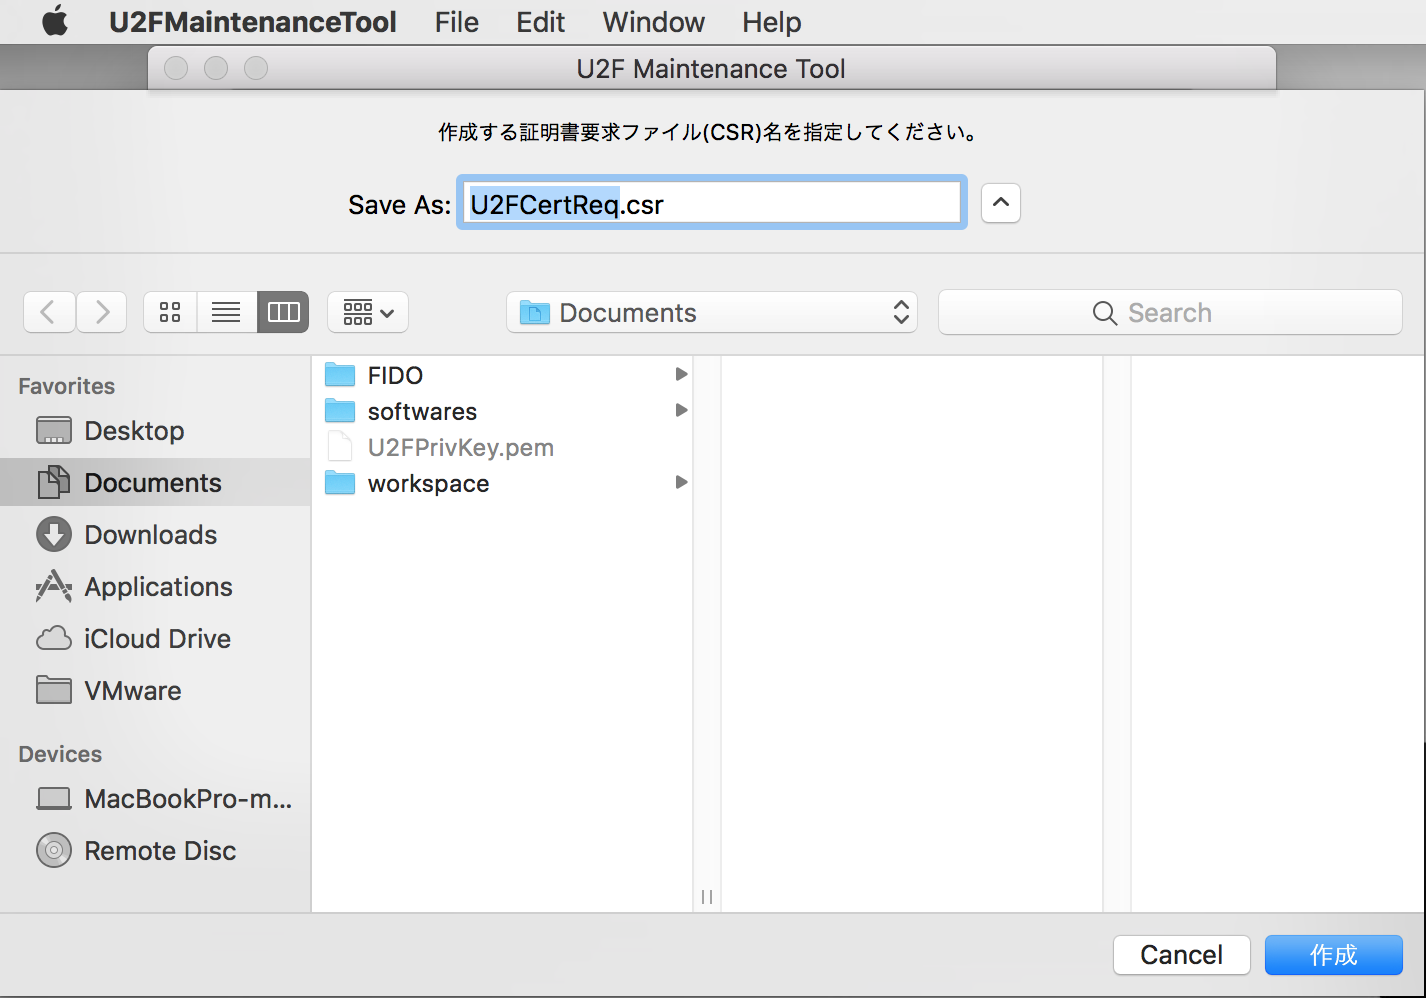 U2FMaintenanceTool File Edit Window Help
U2F Maintenance Tool
作成する証明書要求ファイル(CSR)名を指定してください。
Save As: U2FCertReq.csr
Documents Search
Favorites
Desktop
Documents
Downloads
Applications
iCloud Drive
VMware
Devices
MacBookPro-m...
Remote Disc
FIDO
softwares
U2FPrivKey.pem
workspace
Cancel 作成